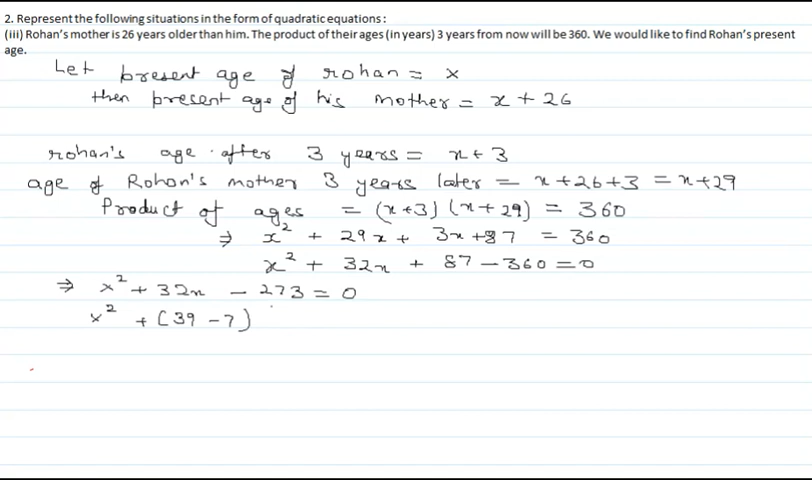 2. Represent the following situations in the form of quadratic equations :
(iii) Rohan's mother is 26 years older than him. The product of their ages (in years) 3 years from now will be 360. We would like to find Rohan's present
age.
Let present age of rohan = x
then present age of his mother = x + 26
rohan's age after 3 years = x + 3
age of Rohan's mother 3 years later = x + 26 + 3 = x + 29
Product of ages = (x+3) (x + 29) = 360
⇒ x² + 29x + 3x + 87 = 360
x² + 32x + 87 - 360 = 0
⇒ x² + 32x - 273 = 0
x² + (39 - 7)